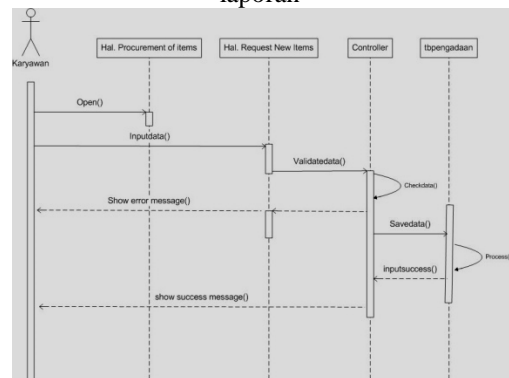 laporan
Karyawan
Hal. Procurement of items
Hal. Request New Items
Controller
tbpengadaan
Open()
Inputdata()
Validatedata()
Checkdata()
Show error message()
Savedata()
Process()
inputsuccess()
show success message()